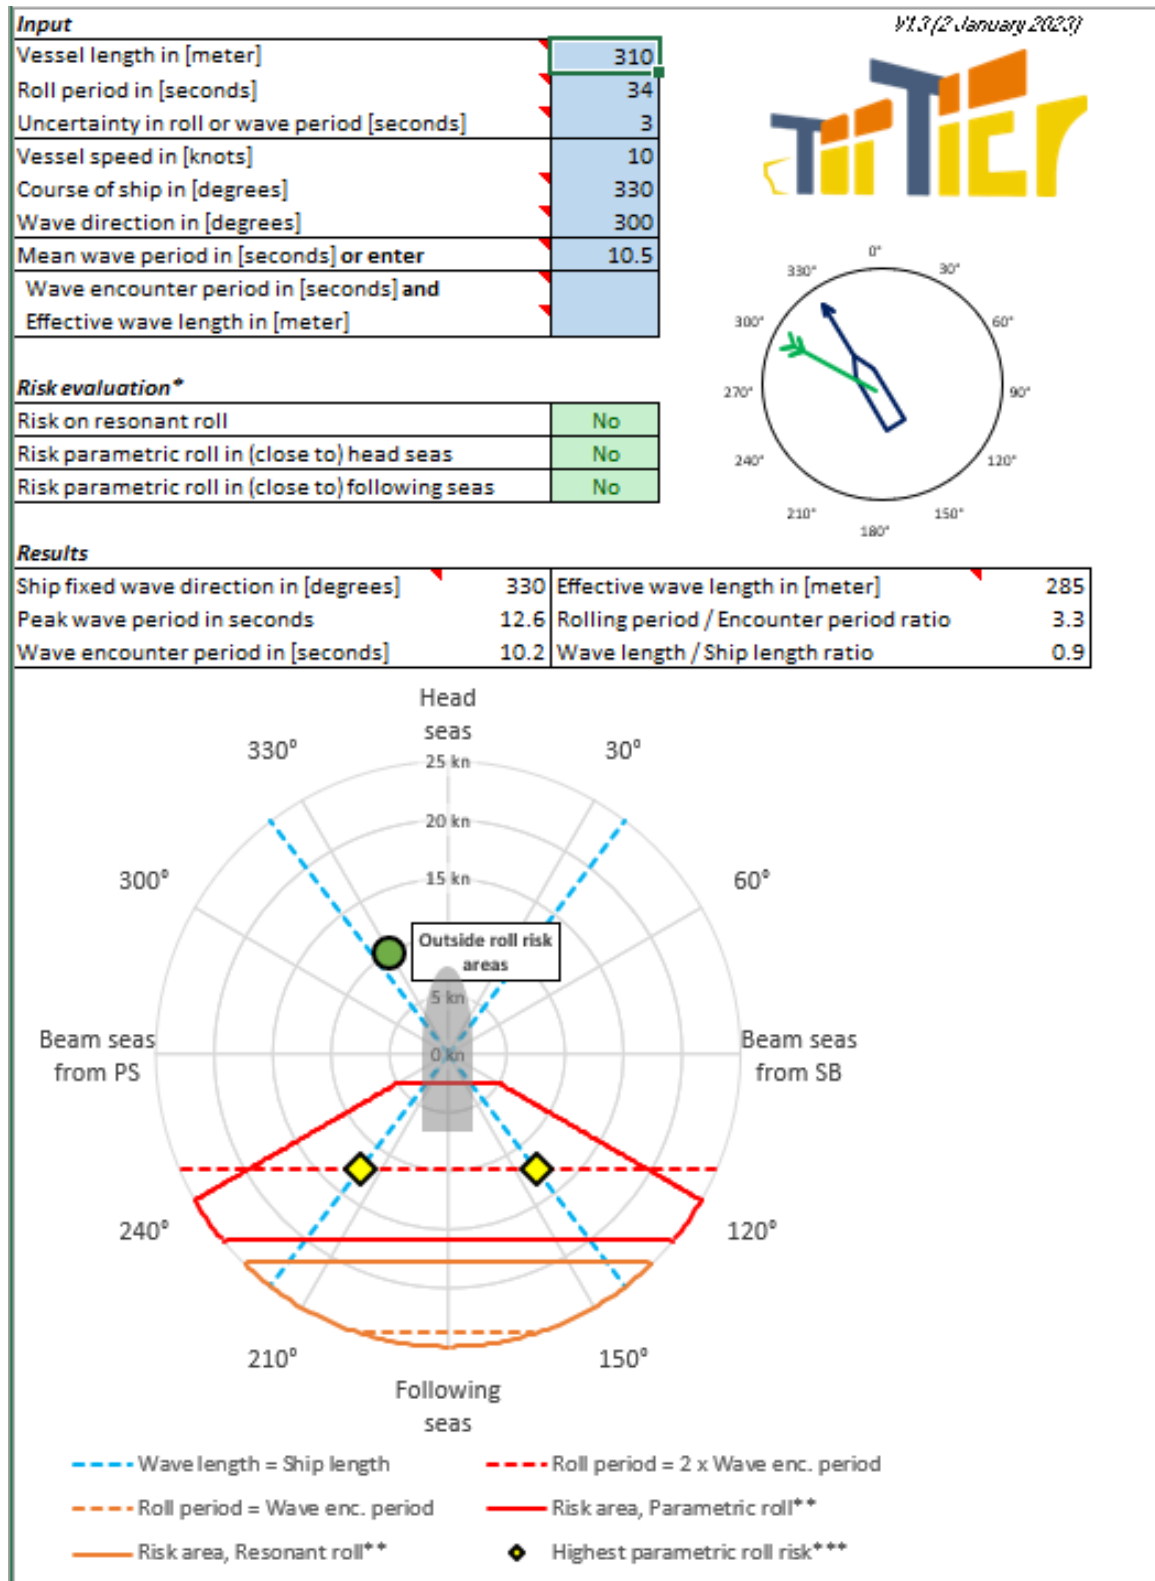 Input
V1.3 (2 January 2023)
Vessel length in [meter] 310
Roll period in [seconds] 34
Uncertainty in roll or wave period [seconds] 3
Vessel speed in [knots] 10
Course of ship in [degrees] 330
Wave direction in [degrees] 300
Mean wave period in [seconds] or enter 10.5
Wave encounter period in [seconds] and
Effective wave length in [meter]
TOPTIER
0°
330° 30°
300° 60°
270° 90°
240° 120°
210° 150°
180°
Risk evaluation*
Risk on resonant roll No
Risk parametric roll in (close to) head seas No
Risk parametric roll in (close to) following seas No
Results
Ship fixed wave direction in [degrees] 330 Effective wave length in [meter] 285
Peak wave period in seconds 12.6 Rolling period / Encounter period ratio 3.3
Wave encounter period in [seconds] 10.2 Wave length / Ship length ratio 0.9
Head
seas
330° 30°
25 kn
20 kn
300° 15 kn 60°
Outside roll risk
areas
5 kn
Beam seas
from PS
0 kn
Beam seas
from SB
240° 120°
210° 150°
Following
seas
Wave length = Ship length Roll period = 2 x Wave enc. period
Roll period = Wave enc. period Risk area, Parametric roll**
Risk area, Resonant roll** Highest parametric roll risk***